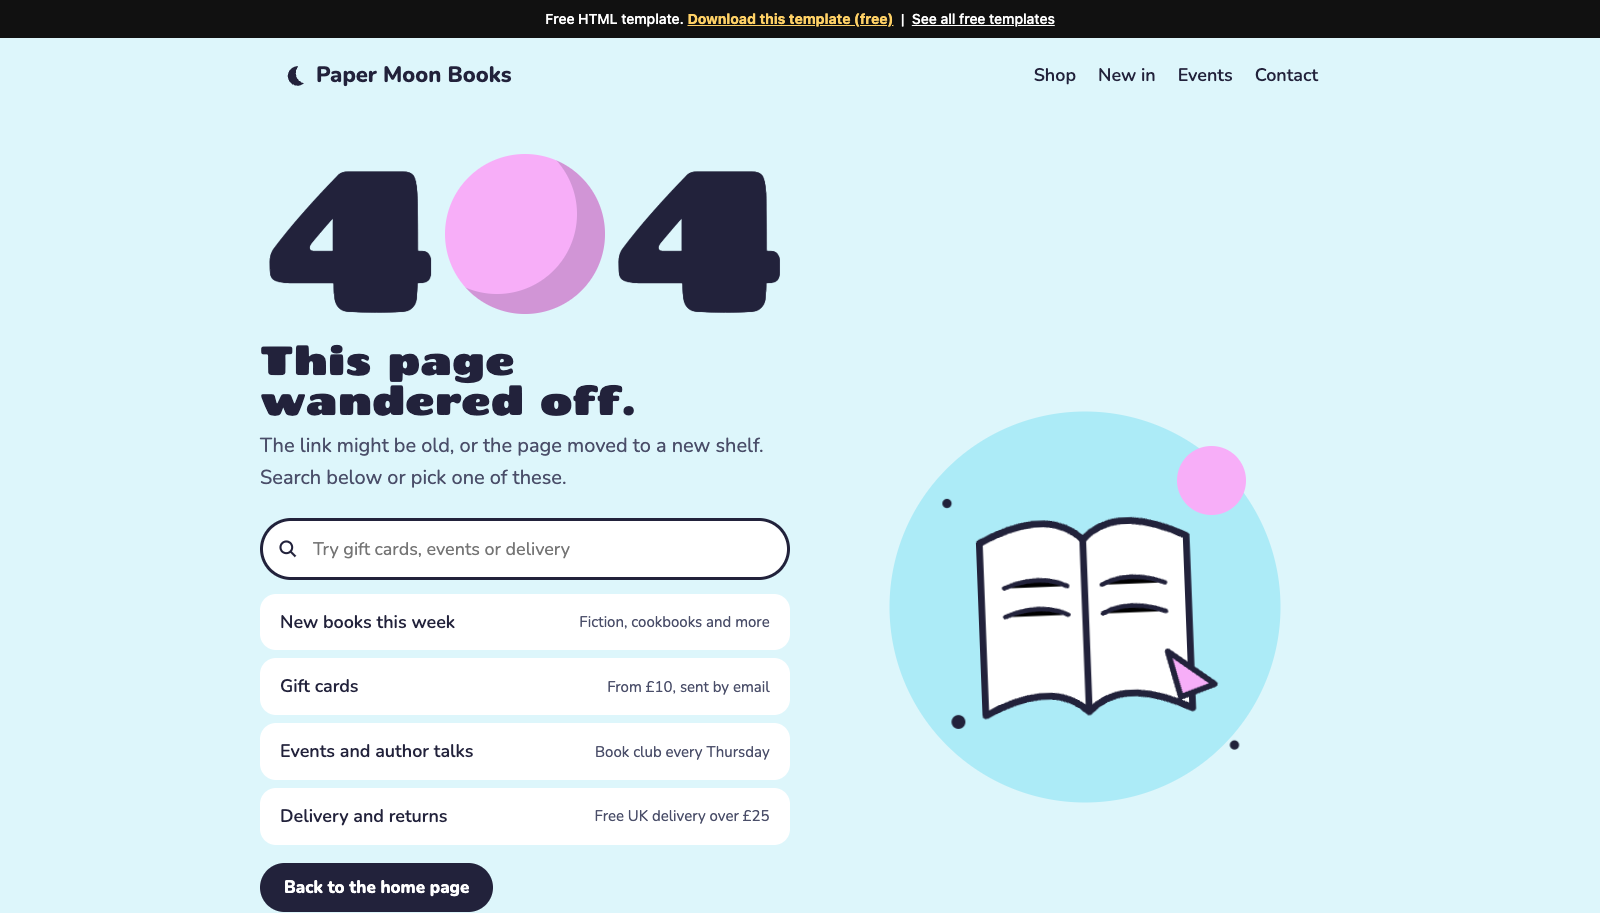 Free HTML template. Download this template (free) | See all free templates
Paper Moon Books
Shop New in Events Contact
404
This page
wandered off.
The link might be old, or the page moved to a new shelf.
Search below or pick one of these.
Try gift cards, events or delivery
New books this week Fiction, cookbooks and more
Gift cards From £10, sent by email
Events and author talks Book club every Thursday
Delivery and returns Free UK delivery over £25
Back to the home page